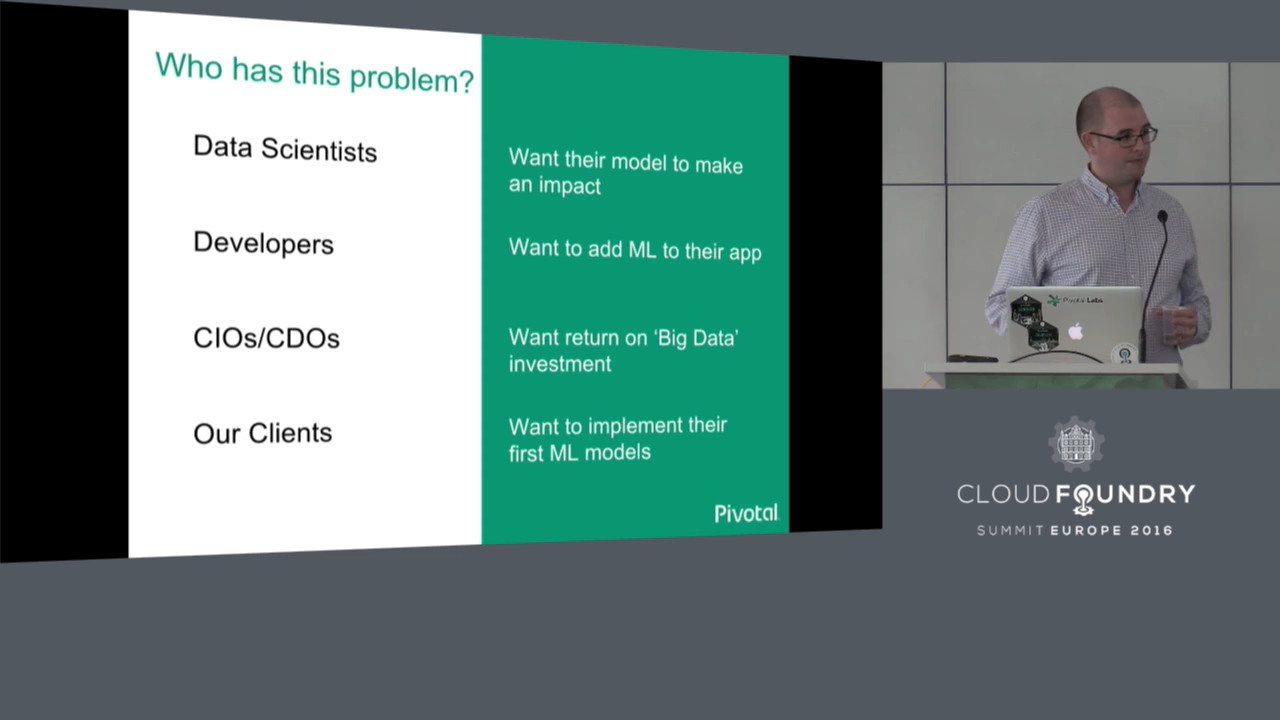 Who has this problem?
Data Scientists
Want their model to make
an impact
Developers
Want to add ML to their app
CIOs/CDOs
Want return on ‘Big Data’
investment
Our Clients
Want to implement their
first ML models
Pivotal
Pivotal Labs
CLOUD FOUNDRY
SUMMIT EUROPE 2016